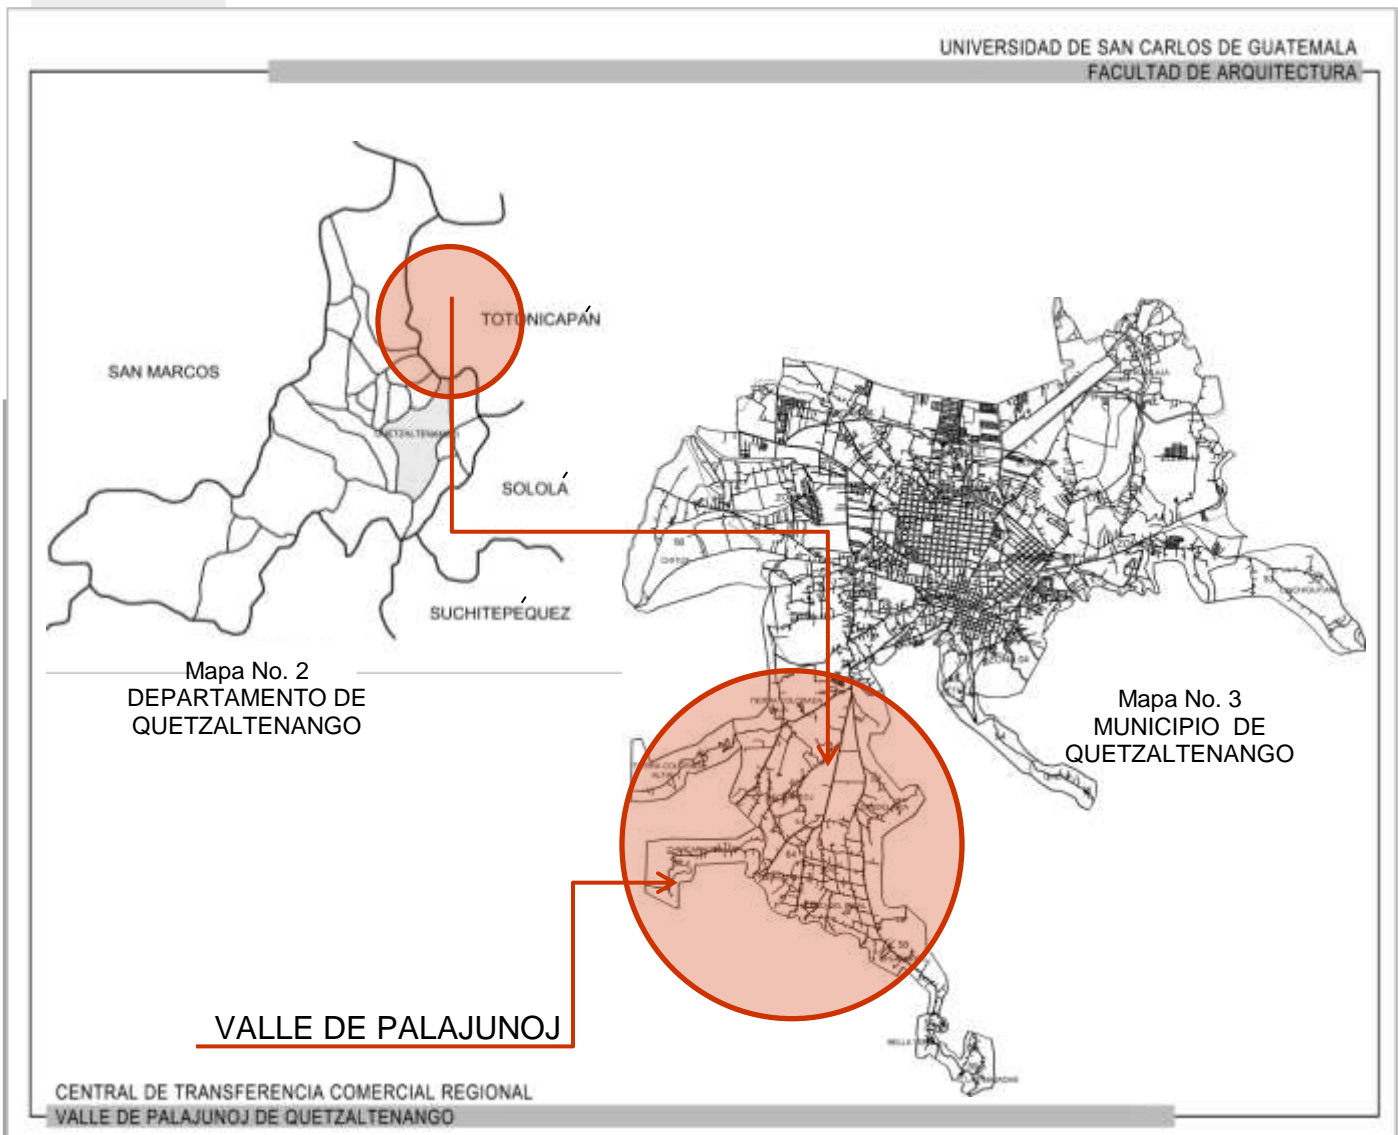 UNIVERSIDAD DE SAN CARLOS DE GUATEMALA
FACULTAD DE ARQUITECTURA
TOTONICAPÁN
SAN MARCOS
QUETZALTENANGO
SOLOLÁ
SUCHITEPÉQUEZ
Mapa No. 2
DEPARTAMENTO DE
QUETZALTENANGO
Mapa No. 3
MUNICIPIO DE
QUETZALTENANGO
VALLE DE PALAJUNOJ
CENTRAL DE TRANSFERENCIA COMERCIAL REGIONAL
VALLE DE PALAJUNOJ DE QUETZALTENANGO